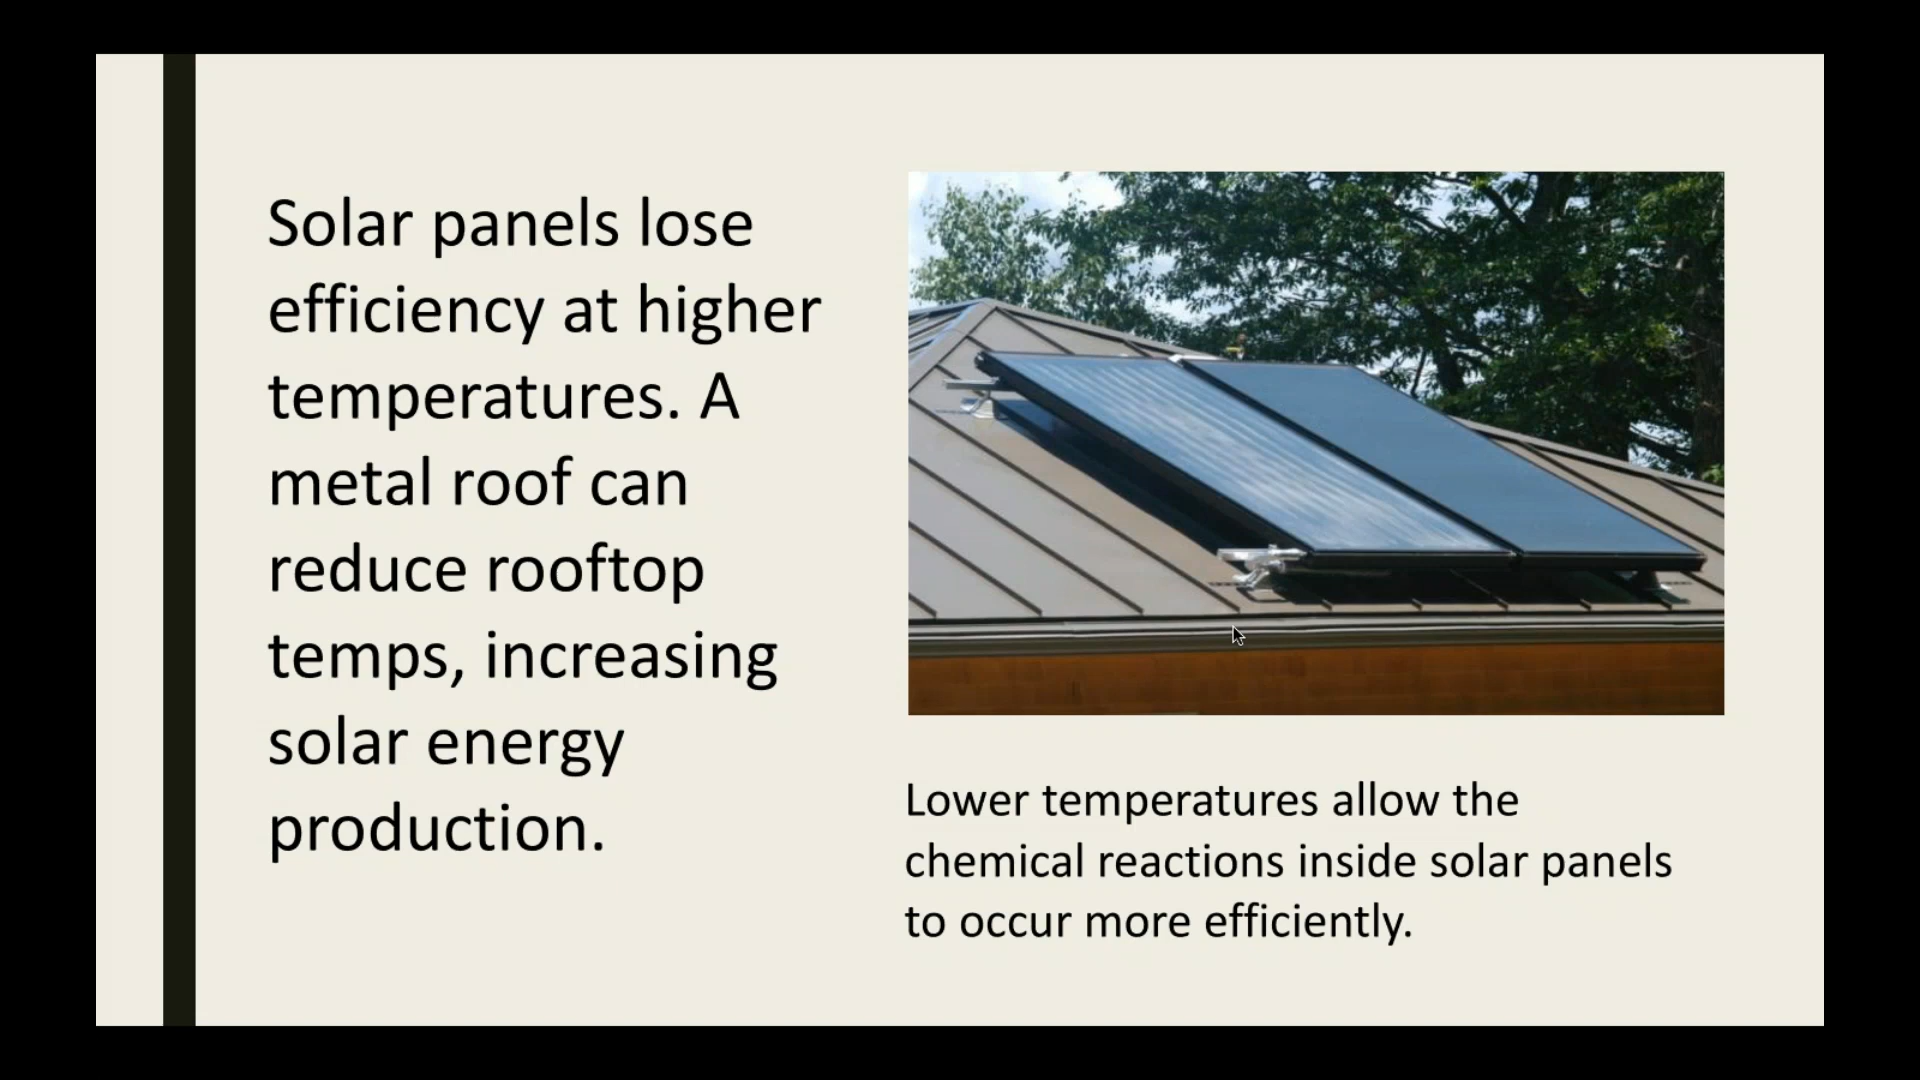 Solar panels lose
efficiency at higher
temperatures. A
metal roof can
reduce rooftop
temps, increasing
solar energy
production.
Lower temperatures allow the
chemical reactions inside solar panels
to occur more efficiently.